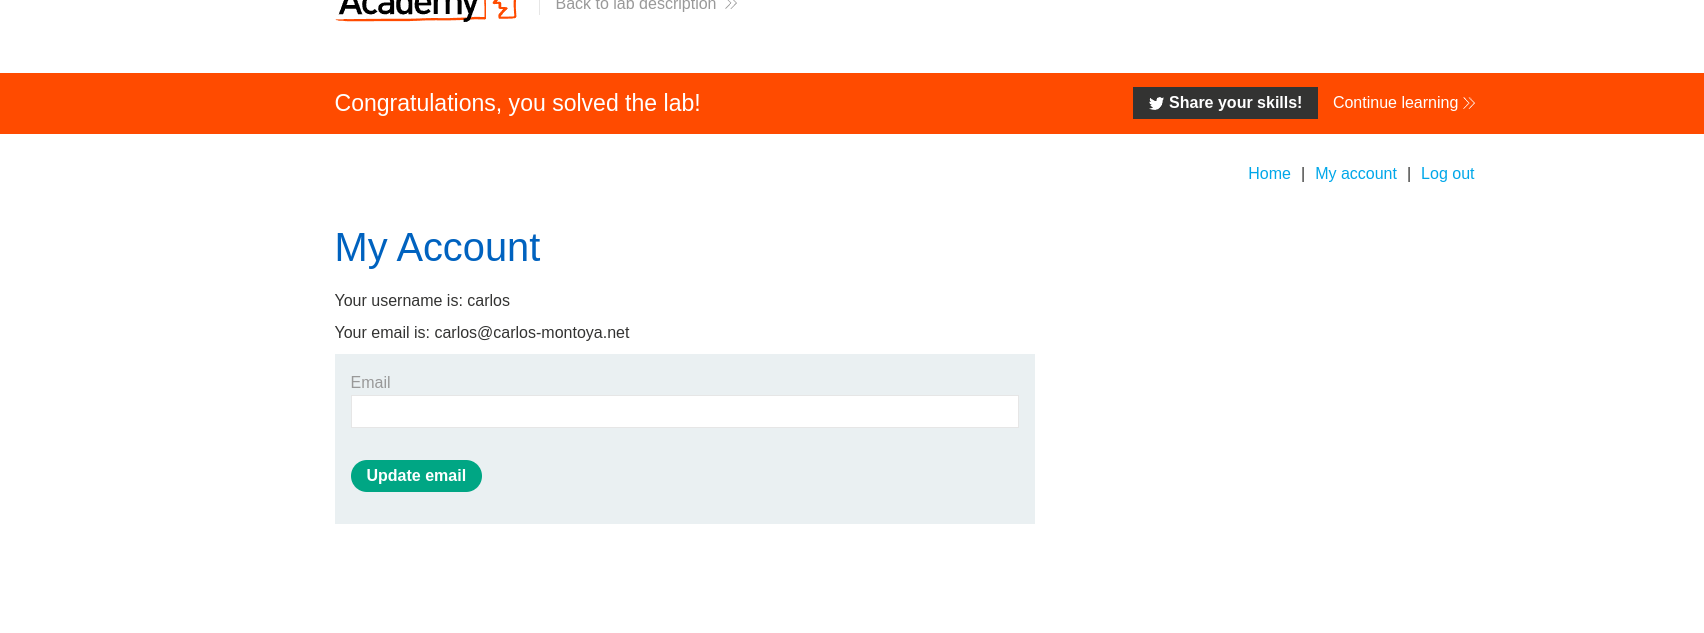 Academy
Back to lab description
Congratulations, you solved the lab!
Share your skills!
Continue learning
Home | My account | Log out
My Account
Your username is: carlos
Your email is: carlos@carlos-montoya.net
Email
Update email